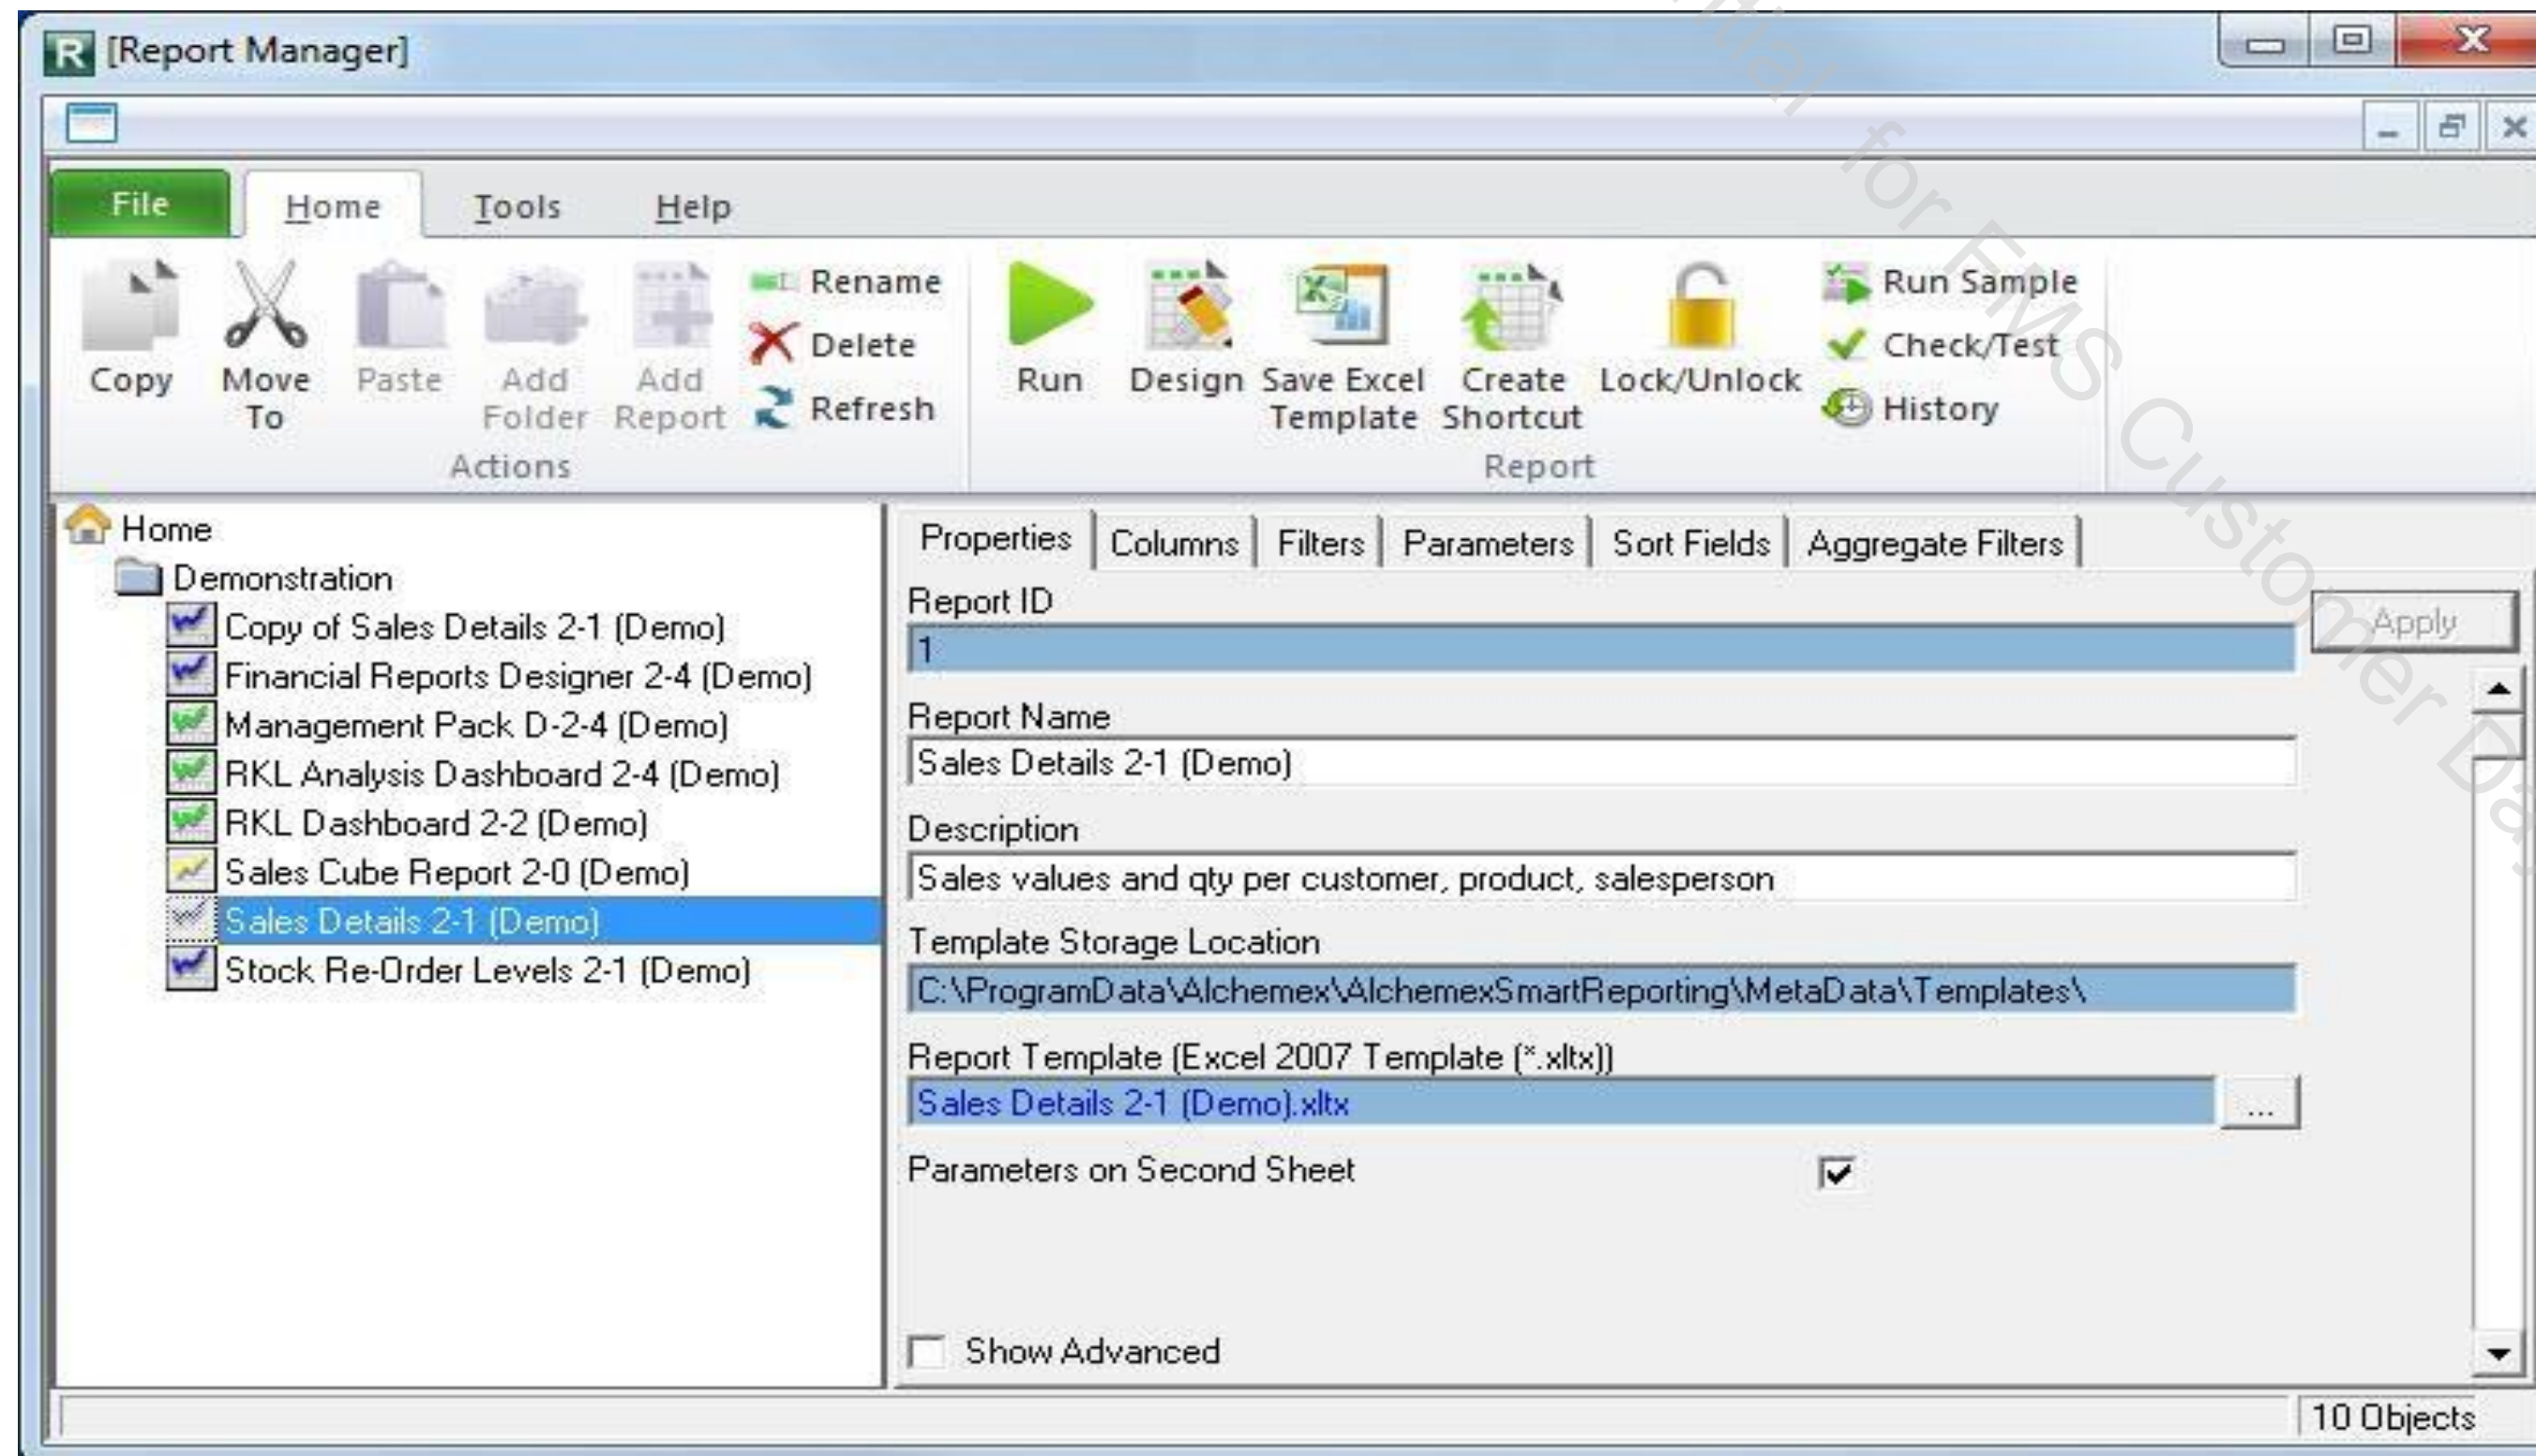 [Report Manager]
File Home Tools Help
Copy Move To Paste Add Folder Add Report Rename Delete Refresh
Actions
Run Design Save Excel Template Create Shortcut Lock/Unlock Run Sample Check/Test History
Report
Home
Demonstration
Copy of Sales Details 2-1 (Demo)
Financial Reports Designer 2-4 (Demo)
Management Pack D-2-4 (Demo)
RKL Analysis Dashboard 2-4 (Demo)
RKL Dashboard 2-2 (Demo)
Sales Cube Report 2-0 (Demo)
Sales Details 2-1 (Demo)
Stock Re-Order Levels 2-1 (Demo)
Properties Columns Filters Parameters Sort Fields Aggregate Filters
Report ID
1
Apply
Report Name
Sales Details 2-1 (Demo)
Description
Sales values and qty per customer, product, salesperson
Template Storage Location
C:\ProgramData\Alchemex\AlchemexSmartReporting\MetaData\Templates\
Report Template (Excel 2007 Template (*.xltx))
Sales Details 2-1 (Demo).xltx
...
Parameters on Second Sheet
Show Advanced
10 Objects
for FMS Customer